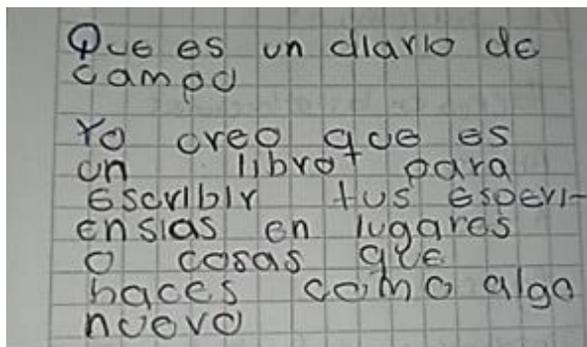 Que es un diario de
campo
Yo creo que es
un libro para
escribir tus esperi-
ensias en lugares
o cosas que
haces como algo
nuevo